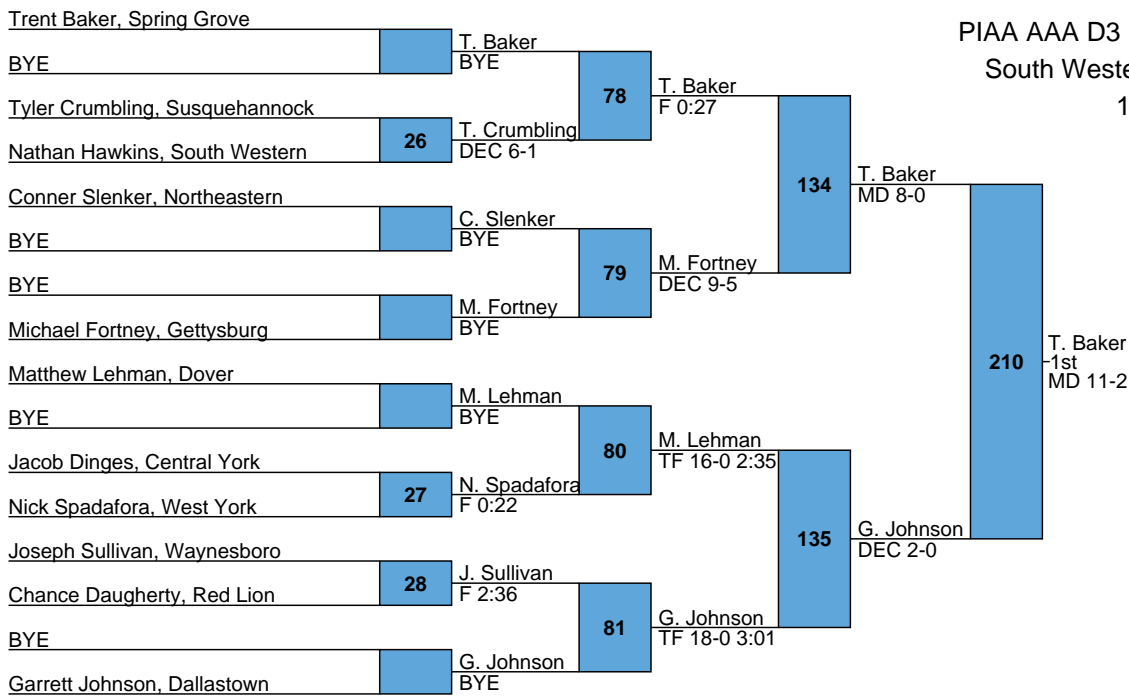 Trent Baker, Spring Grove
BYE
Tyler Crumbling, Susquehannock
Nathan Hawkins, South Western
Conner Slenker, Northeastern
BYE
BYE
Michael Fortney, Gettysburg
Matthew Lehman, Dover
BYE
Jacob Dinges, Central York
Nick Spadafora, West York
Joseph Sullivan, Waynesboro
Chance Daugherty, Red Lion
BYE
Garrett Johnson, Dallastown
26
27
28
T. Baker
BYE
T. Crumbling
DEC 6-1
C. Slenker
BYE
M. Fortney
BYE
M. Lehman
BYE
N. Spadafora
F 0:22
J. Sullivan
F 2:36
G. Johnson
BYE
78
79
80
81
T. Baker
F 0:27
M. Fortney
DEC 9-5
M. Lehman
TF 16-0 2:35
G. Johnson
TF 18-0 3:01
134
135
T. Baker
MD 8-0
G. Johnson
DEC 2-0
210
T. Baker
1st
MD 11-2
PIAA AAA D3
South Weste
1